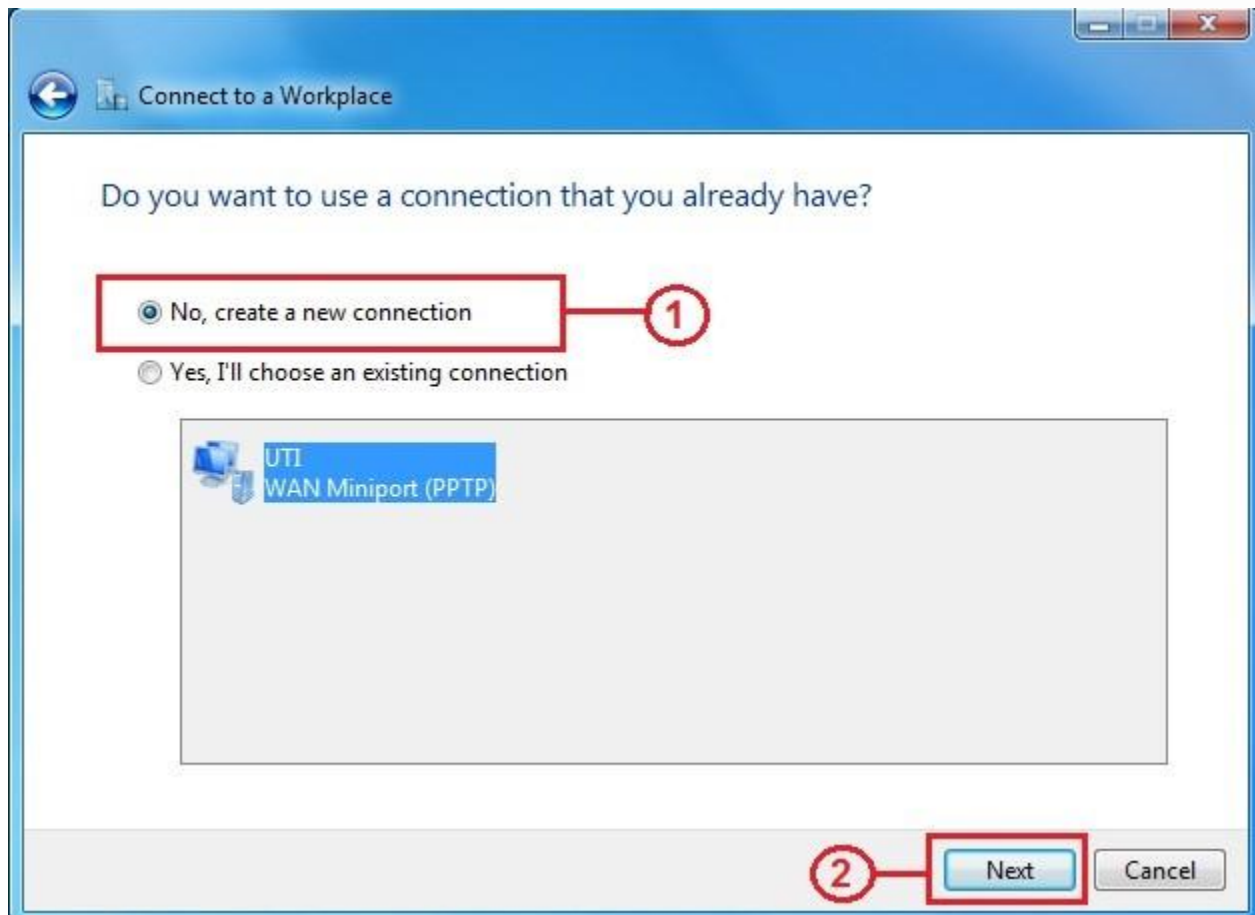 Connect to a Workplace
Do you want to use a connection that you already have?
No, create a new connection
1
Yes, I'll choose an existing connection
UTI
WAN Miniport (PPTP)
2
Next
Cancel